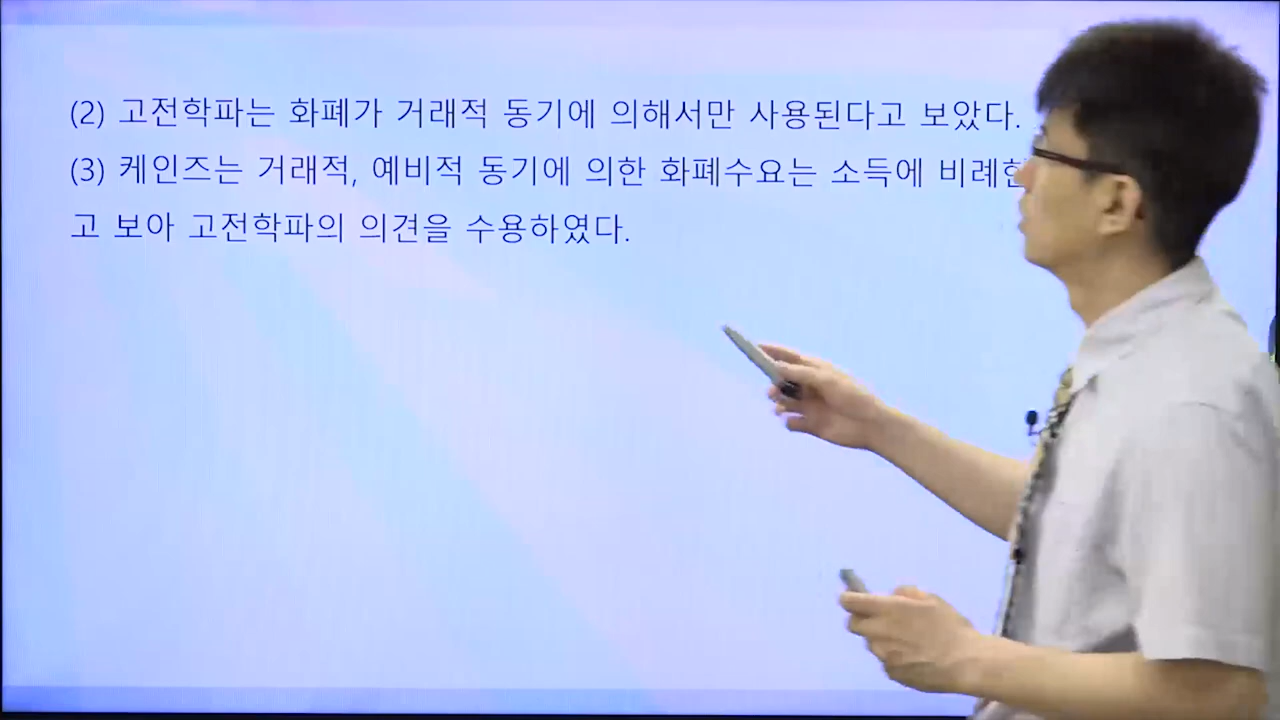 (2) 고전학파는 화폐가 거래적 동기에 의해서만 사용된다고 보았다.
(3) 케인즈는 거래적, 예비적 동기에 의한 화폐수요는 소득에
고 보아 고전학파의 의견을 수용하였다.